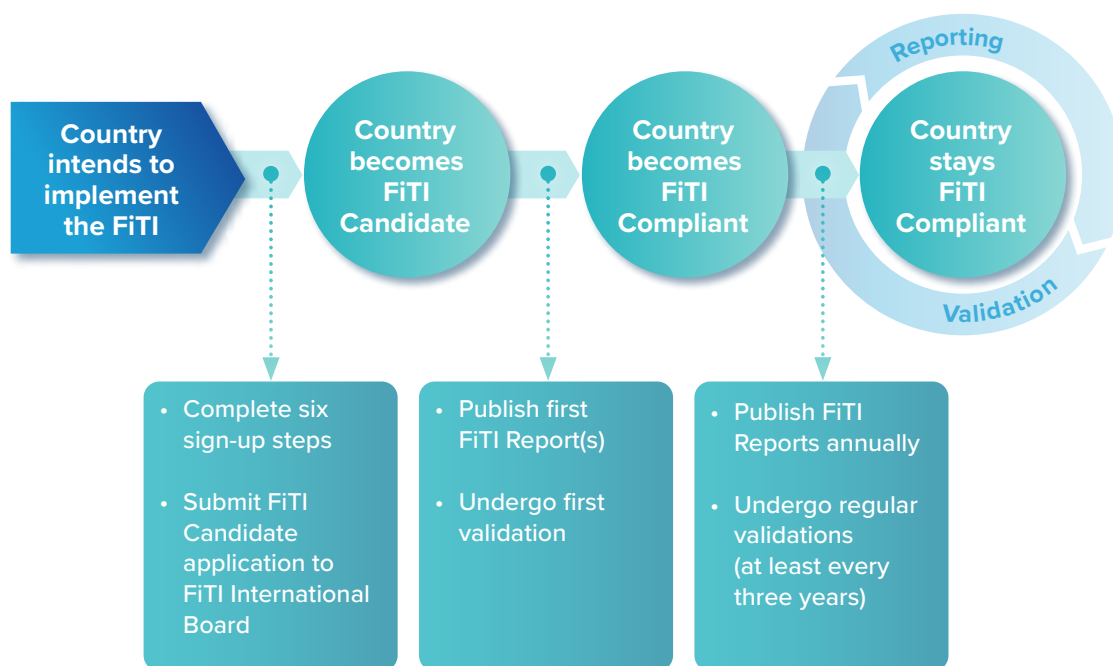 Country
intends to
implement
the FiTI
Country
becomes
FiTI
Candidate
Country
becomes
FiTI
Compliant
Reporting
Country
stays
FiTI
Compliant
Validation
• Complete six
sign-up steps
• Submit FiTI
Candidate
application to
FiTI International
Board
• Publish first
FiTI Report(s)
• Undergo first
validation
• Publish FiTI
Reports annually
• Undergo regular
validations
(at least every
three years)